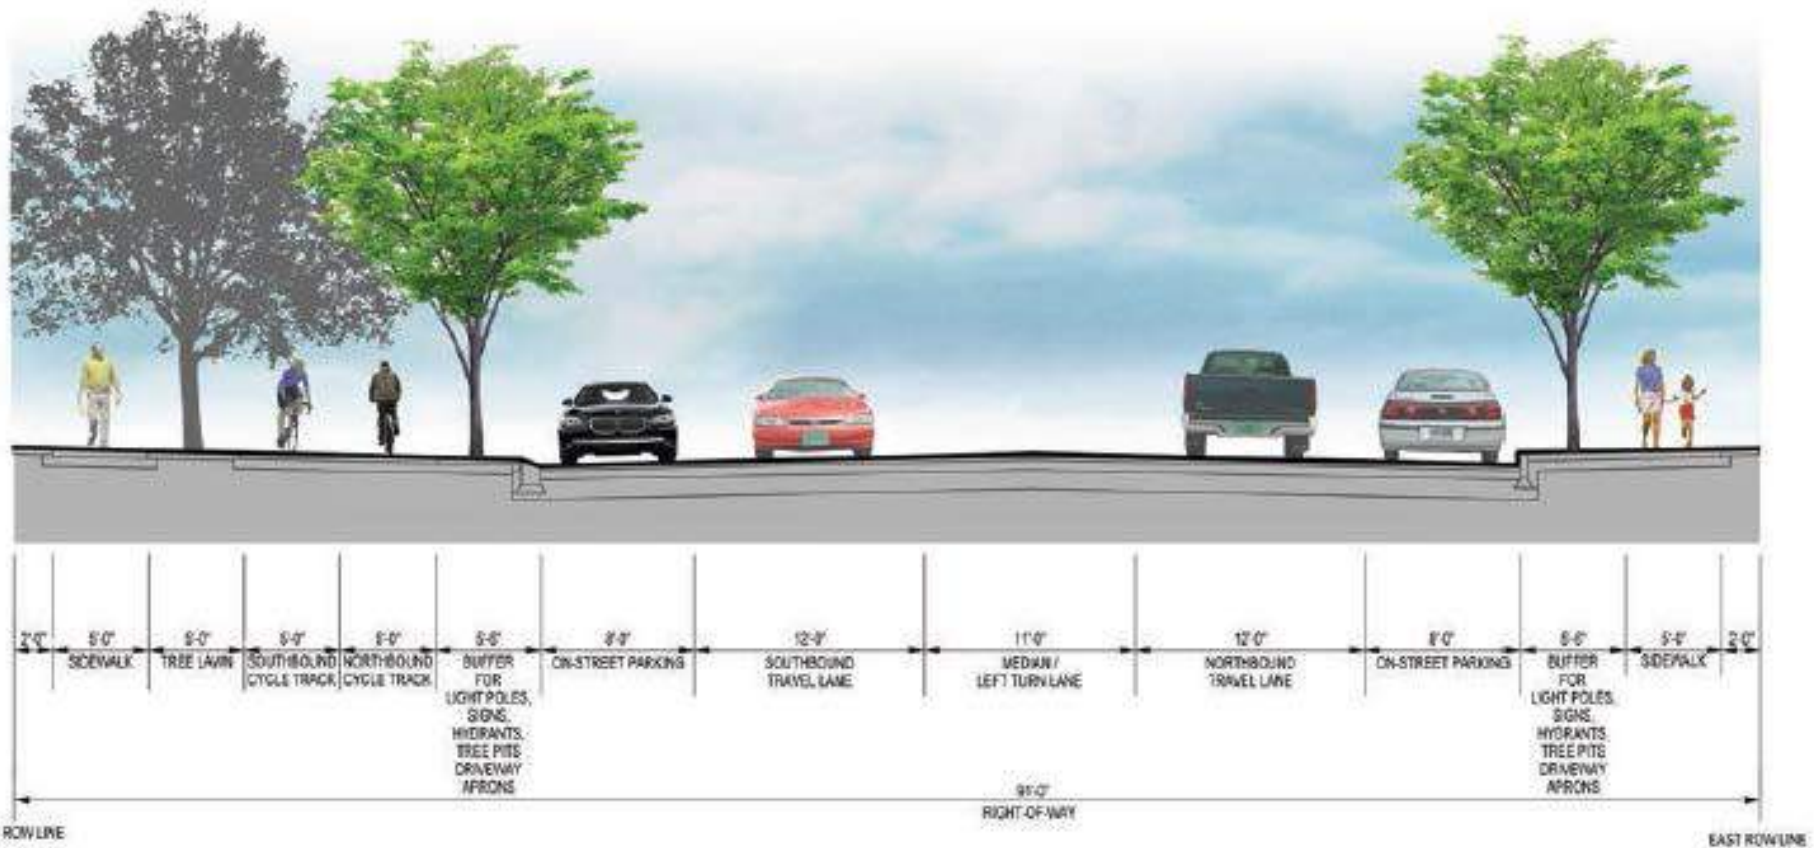 2'-0" 5'-0" 5'-0" 5'-0" 5'-0" 5'-6" 8'-0" 12'-0" 11'-0" 12'-0" 8'-0" 5'-6" 5'-0" 2'-0"
SIDEWALK
TREE LAWN
SOUTHBOUND
CYCLE TRACK
NORTHBOUND
CYCLE TRACK
BUFFER
FOR
LIGHT POLES,
SIGNS,
HYDRANTS,
TREE PITS
DRIVEWAY
APRONS
ON-STREET PARKING
SOUTHBOUND
TRAVEL LANE
MEDIAN /
LEFT TURN LANE
NORTHBOUND
TRAVEL LANE
ON-STREET PARKING
BUFFER
FOR
LIGHT POLES,
SIGNS,
HYDRANTS,
TREE PITS
DRIVEWAY
APRONS
SIDEWALK
91'-0"
RIGHT-OF-WAY
ROW LINE
EAST ROW LINE